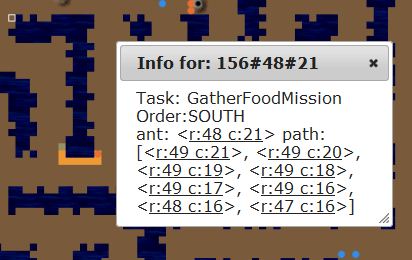 Info for: 156#48#21
Task: GatherFoodMission
Order:SOUTH
ant: <r:48 c:21> path:
[<r:49 c:21>, <r:49 c:20>,
<r:49 c:19>, <r:49 c:18>,
<r:49 c:17>, <r:49 c:16>,
<r:48 c:16>, <r:47 c:16>]